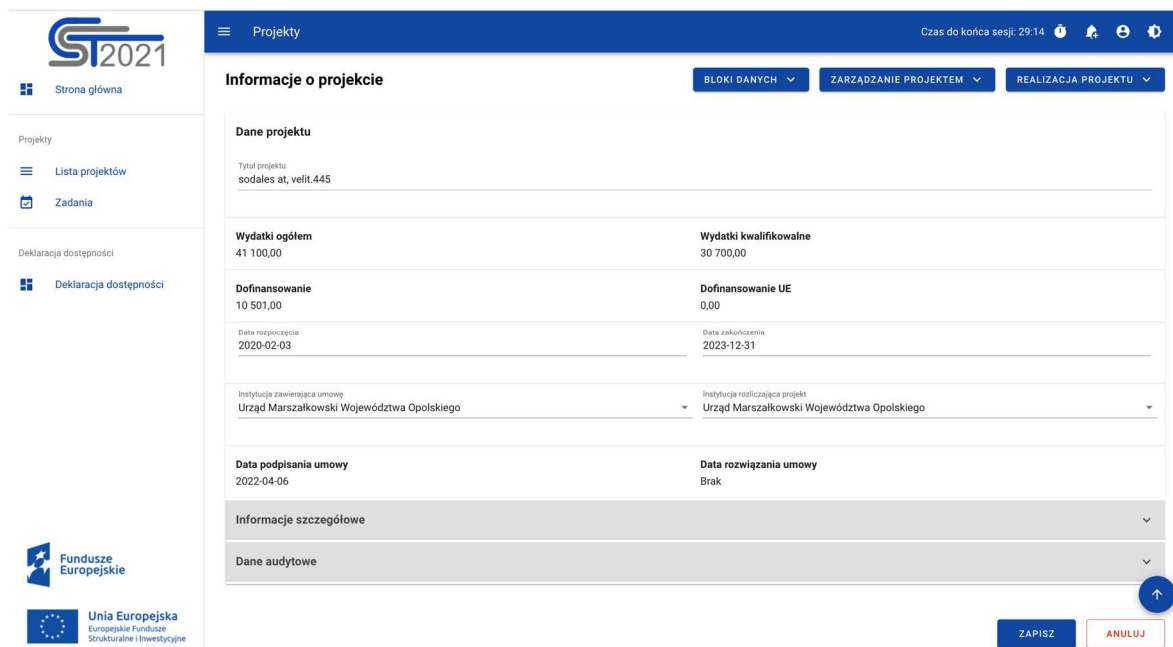 CST2021
Projekty
Czas do końca sesji: 29:14
Strona główna
Projekty
Lista projektów
Zadania
Deklaracja dostępności
Deklaracja dostępności
Informacje o projekcie
BLOKI DANYCH
ZARZĄDZANIE PROJEKTEM
REALIZACJA PROJEKTU
Dane projektu
Tytuł projektu
sodales at, velit.445
Wydatki ogółem
41 100,00
Wydatki kwalifikowalne
30 700,00
Dofinansowanie
10 501,00
Dofinansowanie UE
0,00
Data rozpoczęcia
2020-02-03
Data zakończenia
2023-12-31
Instytucja zawierająca umowę
Urząd Marszałkowski Województwa Opolskiego
Instytucja rozliczająca projekt
Urząd Marszałkowski Województwa Opolskiego
Data podpisania umowy
2022-04-06
Data rozwiązania umowy
Brak
Informacje szczegółowe
Dane audytowe
Fundusze
Europejskie
Unia Europejska
Europejskie Fundusze
Strukturalne i Inwestycyjne
ZAPISZ
ANULUJ